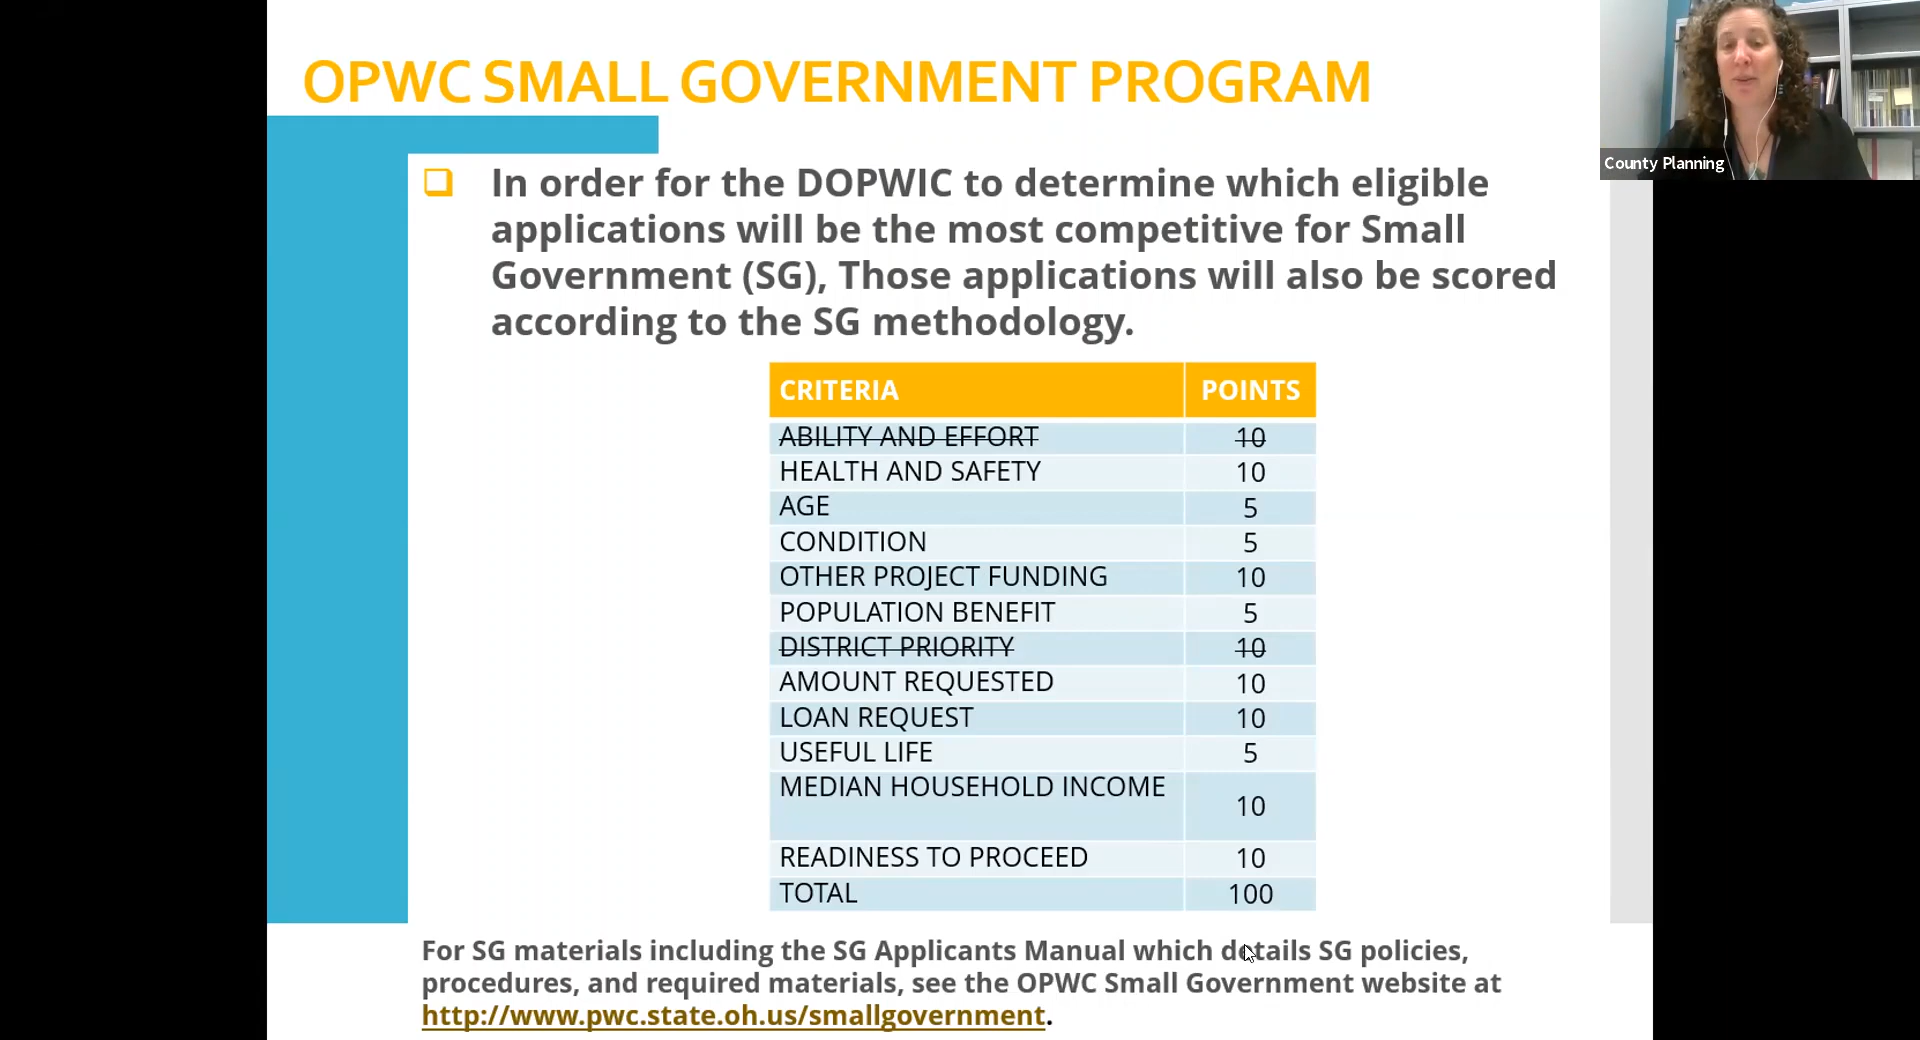 OPWC SMALL GOVERNMENT PROGRAM
County Planning
In order for the DOPWIC to determine which eligible
applications will be the most competitive for Small
Government (SG), Those applications will also be scored
according to the SG methodology.
CRITERIA POINTS
ABILITY AND EFFORT 10
HEALTH AND SAFETY 10
AGE 5
CONDITION 5
OTHER PROJECT FUNDING 10
POPULATION BENEFIT 5
DISTRICT PRIORITY 10
AMOUNT REQUESTED 10
LOAN REQUEST 10
USEFUL LIFE 5
MEDIAN HOUSEHOLD INCOME 10
READINESS TO PROCEED 10
TOTAL 100
For SG materials including the SG Applicants Manual which details SG policies,
procedures, and required materials, see the OPWC Small Government website at
http://www.pwc.state.oh.us/smallgovernment.